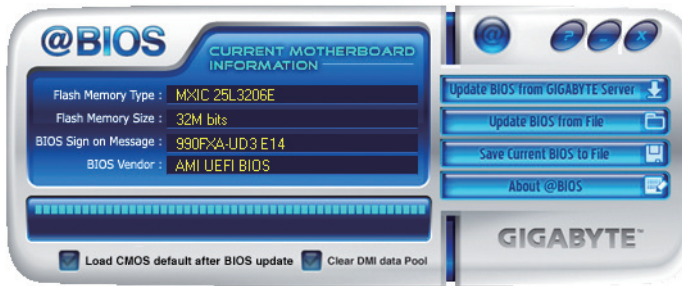 @BIOS
CURRENT MOTHERBOARD
INFORMATION
Flash Memory Type : MXIC 25L3206E
Flash Memory Size : 32M bits
BIOS Sign on Message : 990FXA-UD3 E14
BIOS Vendor : AMI UEFI BIOS
Load CMOS default after BIOS update Clear DMI data Pool
@ ? – X
Update BIOS from GIGABYTE Server
Update BIOS from File
Save Current BIOS to File
About @BIOS
GIGABYTE™